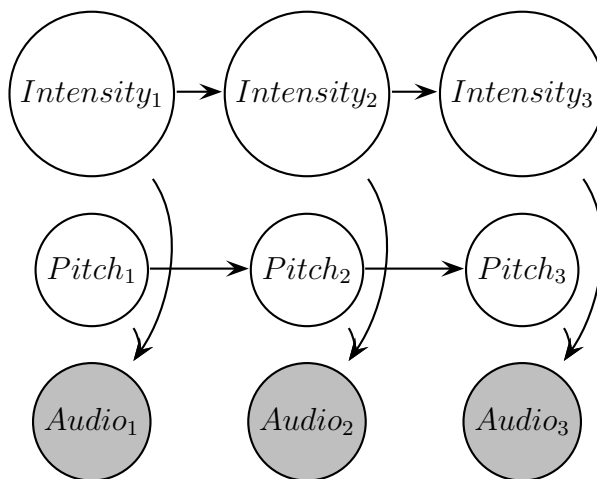 Intensity₁ Intensity₂ Intensity₃
Pitch₁ Pitch₂ Pitch₃
Audio₁ Audio₂ Audio₃